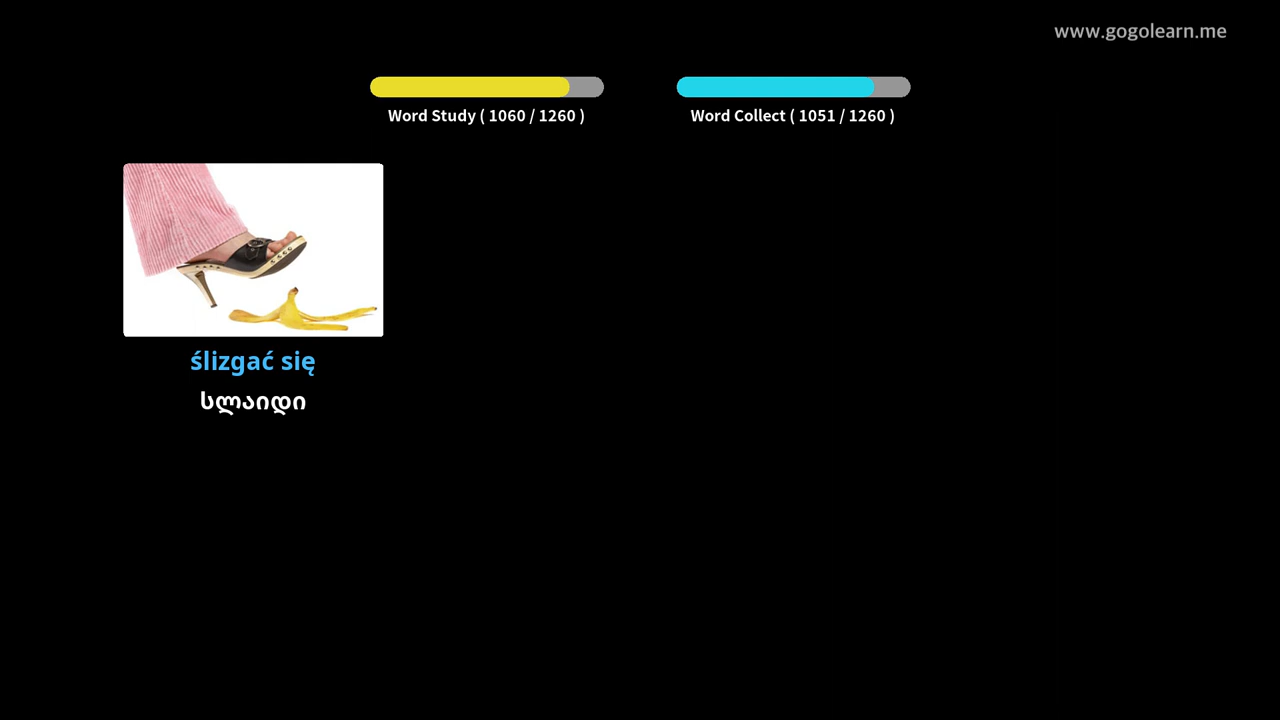 www.gogolearn.me
Word Study ( 1060 / 1260 )
Word Collect ( 1051 / 1260 )
ślizgać się
სლაიდი